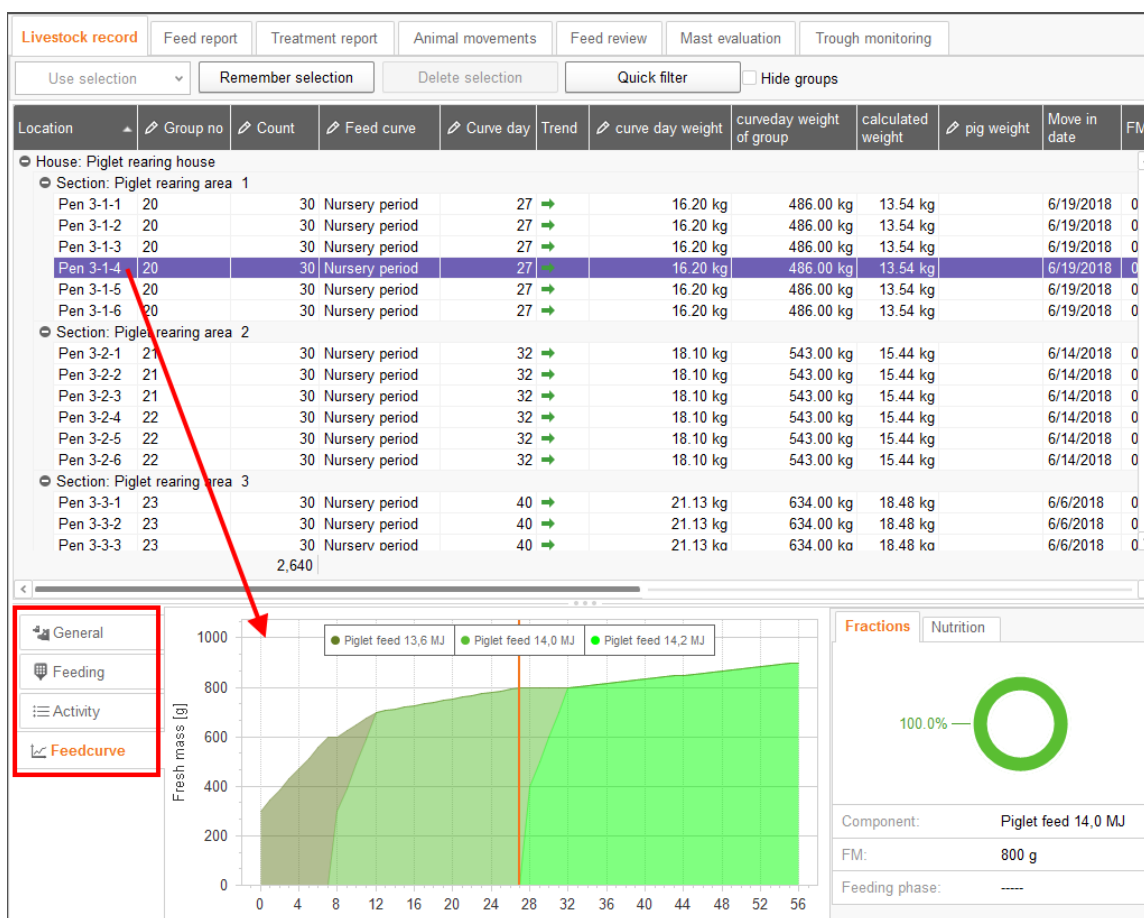 Livestock record Feed report Treatment report Animal movements Feed review Mast evaluation Trough monitoring
Use selection Remember selection Delete selection Quick filter Hide groups
Location Group no Count Feed curve Curve day Trend curve day weight curveday weight of group calculated weight pig weight Move in date FM
House: Piglet rearing house
Section: Piglet rearing area 1
Pen 3-1-1 20 30 Nursery period 27 16.20 kg 486.00 kg 13.54 kg 6/19/2018 0
Pen 3-1-2 20 30 Nursery period 27 16.20 kg 486.00 kg 13.54 kg 6/19/2018 0
Pen 3-1-3 20 30 Nursery period 27 16.20 kg 486.00 kg 13.54 kg 6/19/2018 0
Pen 3-1-4 20 30 Nursery period 27 16.20 kg 486.00 kg 13.54 kg 6/19/2018 0
Pen 3-1-5 20 30 Nursery period 27 16.20 kg 486.00 kg 13.54 kg 6/19/2018 0
Pen 3-1-6 20 30 Nursery period 27 16.20 kg 486.00 kg 13.54 kg 6/19/2018 0
Section: Piglet rearing area 2
Pen 3-2-1 21 30 Nursery period 32 18.10 kg 543.00 kg 15.44 kg 6/14/2018 0
Pen 3-2-2 21 30 Nursery period 32 18.10 kg 543.00 kg 15.44 kg 6/14/2018 0
Pen 3-2-3 21 30 Nursery period 32 18.10 kg 543.00 kg 15.44 kg 6/14/2018 0
Pen 3-2-4 22 30 Nursery period 32 18.10 kg 543.00 kg 15.44 kg 6/14/2018 0
Pen 3-2-5 22 30 Nursery period 32 18.10 kg 543.00 kg 15.44 kg 6/14/2018 0
Pen 3-2-6 22 30 Nursery period 32 18.10 kg 543.00 kg 15.44 kg 6/14/2018 0
Section: Piglet rearing area 3
Pen 3-3-1 23 30 Nursery period 40 21.13 kg 634.00 kg 18.48 kg 6/6/2018 0
Pen 3-3-2 23 30 Nursery period 40 21.13 kg 634.00 kg 18.48 kg 6/6/2018 0
Pen 3-3-3 23 30 Nursery period 40 21.13 kg 634.00 kg 18.48 kg 6/6/2018 0.
2,640
General
Feeding
Activity
Feedcurve
Piglet feed 13,6 MJ Piglet feed 14,0 MJ Piglet feed 14,2 MJ
Fresh mass [g]
1000
800
600
400
200
0
0 4 8 12 16 20 24 28 32 36 40 44 48 52 56
Fractions Nutrition
100.0%
Component: Piglet feed 14,0 MJ
FM: 800 g
Feeding phase: -----